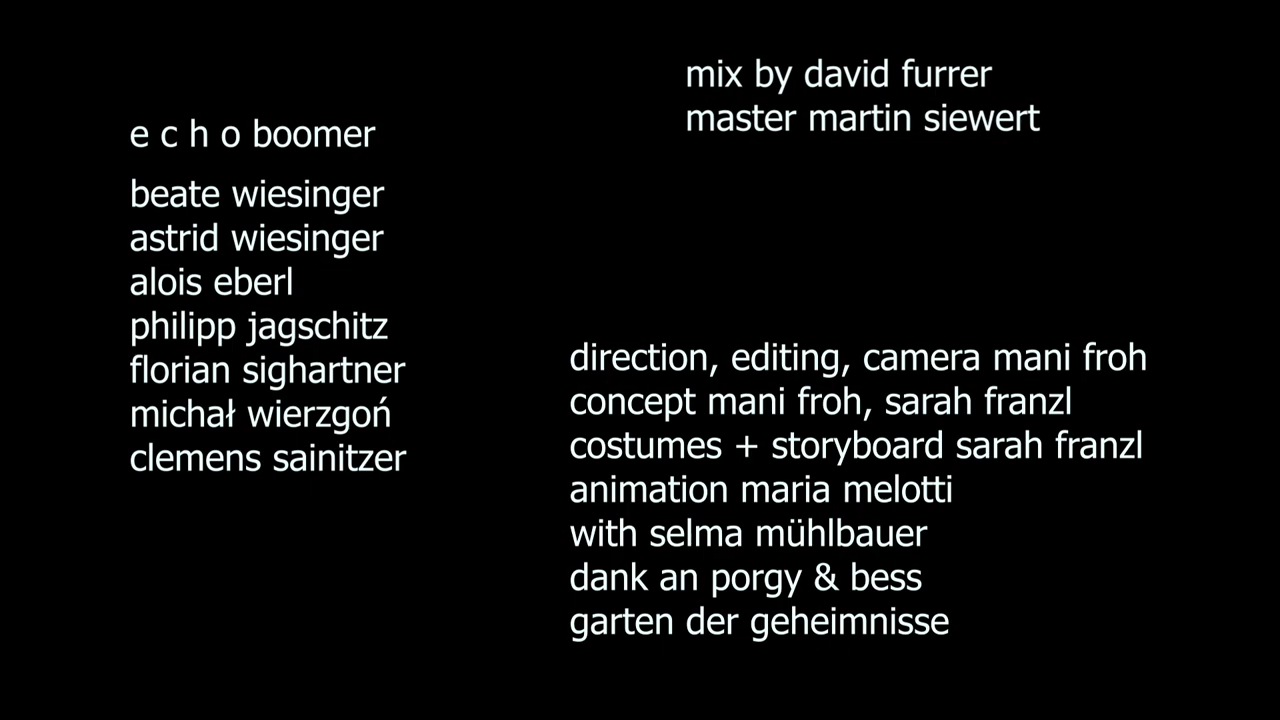 e c h o boomer
beate wiesinger
astrid wiesinger
alois eberl
philipp jagschitz
florian sighartner
michał wierzgoń
clemens sainitzer
mix by david furrer
master martin siewert
direction, editing, camera mani froh
concept mani froh, sarah franzl
costumes + storyboard sarah franzl
animation maria melotti
with selma mühlbauer
dank an porgy & bess
garten der geheimnisse